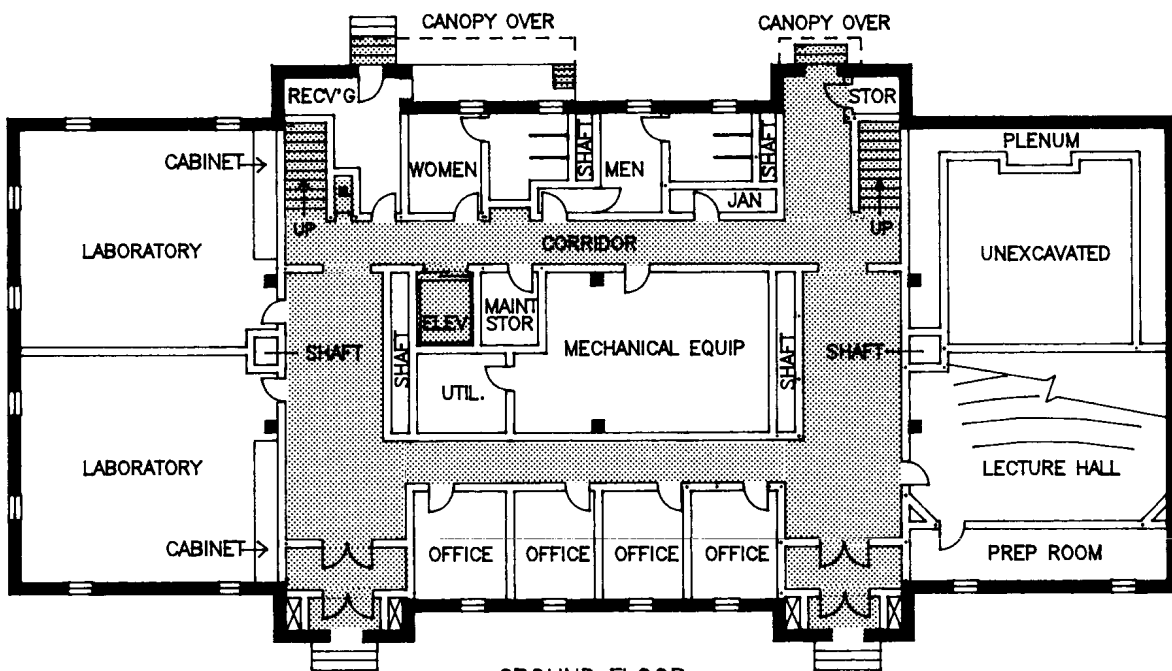 CANOPY OVER
CANOPY OVER
RECV'G
STOR
PLENUM
CABINET
WOMEN
SHAFT
MEN
SHAFT
JAN
UP
UP
LABORATORY
CORRIDOR
UNEXCAVATED
ELEV
MAINT
STOR
SHAFT
SHAFT
MECHANICAL EQUIP
SHAFT
SHAFT
UTIL.
LABORATORY
LECTURE HALL
CABINET
OFFICE
OFFICE
OFFICE
OFFICE
PREP ROOM
GROUND FLOOR